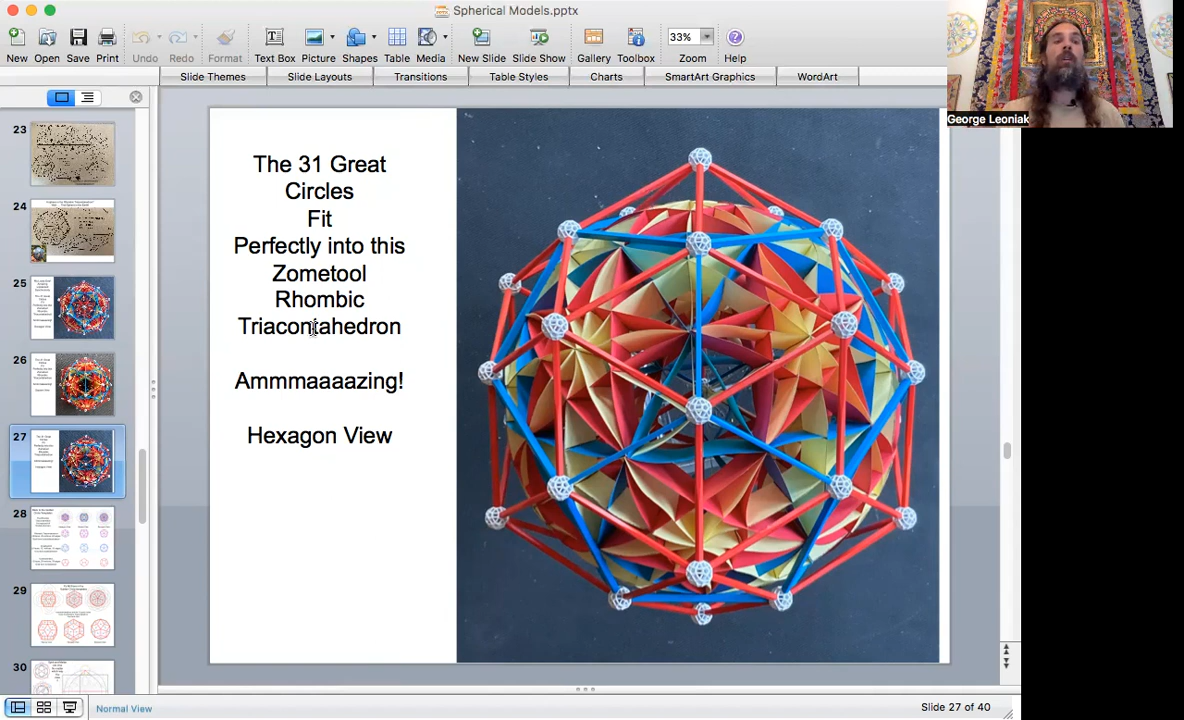 Spherical Models.pptx
New Open Save Print Undo Redo Format Text Box Picture Shapes Table Media New Slide Slide Show Gallery Toolbox 33% Zoom Help
Slide Themes Slide Layouts Transitions Table Styles Charts SmartArt Graphics WordArt
George Leoniak
23
24
25
26
27
28
29
30
The 31 Great
Circles
Fit
Perfectly into this
Zometool
Rhombic
Triacontahedron
Ammmaaaazing!
Hexagon View
Normal View
Slide 27 of 40